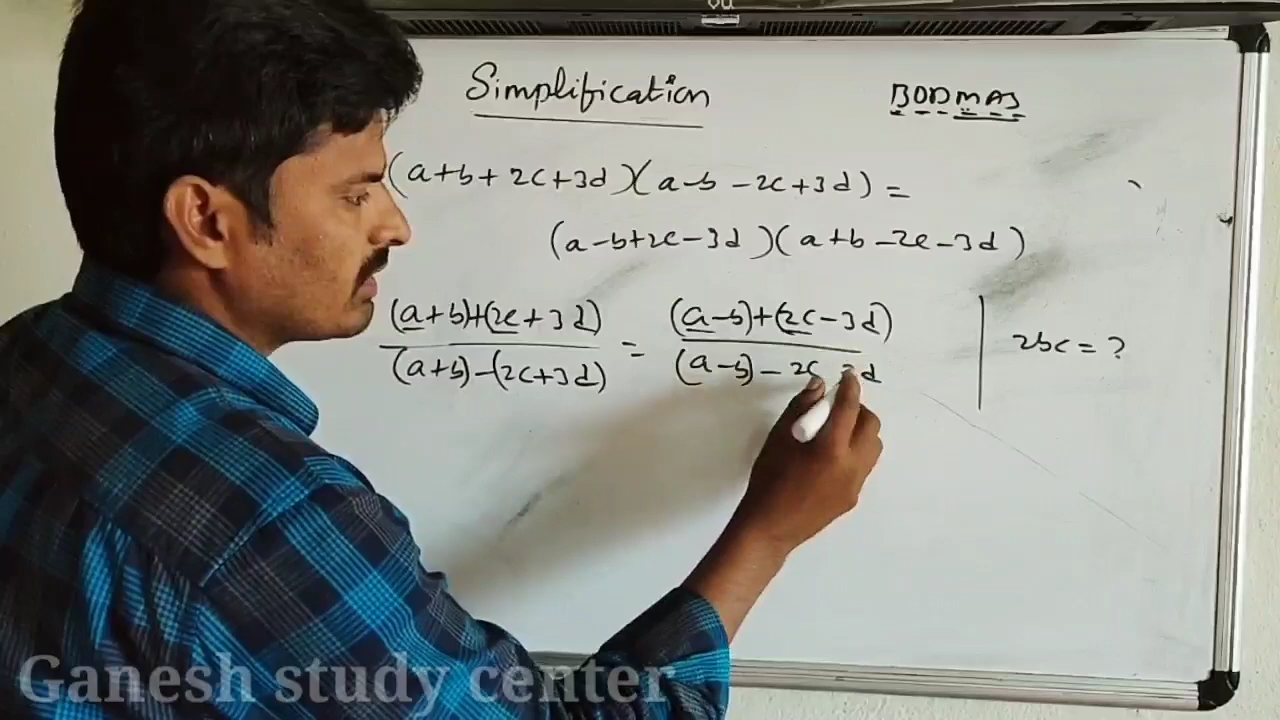 Simplification
BODMAS
(a+b+2c+3d)(a-b-2c+3d) =
(a-b+2c-3d)(a+b-2c-3d)
(a+b)+(2c+3d) / (a+b)-(2c+3d) = (a-b)+(2c-3d) / (a-b)-2c 3d
2bc = ?
Ganesh study center